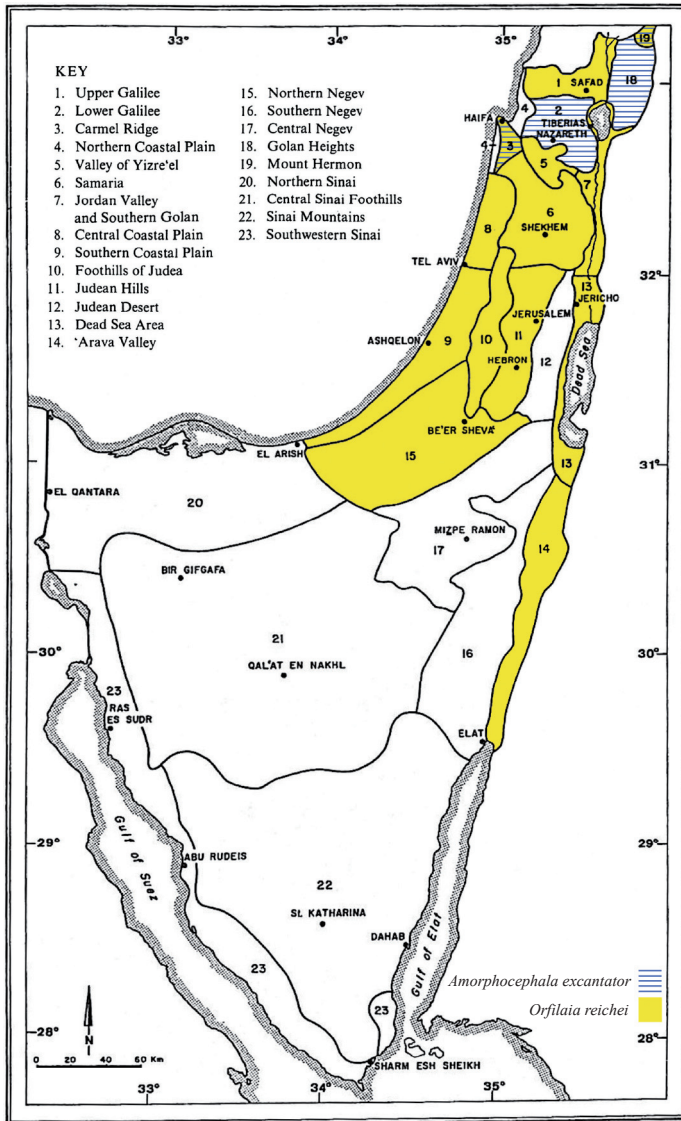 33°
34°
35°
KEY
1. Upper Galilee
2. Lower Galilee
3. Carmel Ridge
4. Northern Coastal Plain
5. Valley of Yizre'el
6. Samaria
7. Jordan Valley
and Southern Golan
8. Central Coastal Plain
9. Southern Coastal Plain
10. Foothills of Judea
11. Judean Hills
12. Judean Desert
13. Dead Sea Area
14. 'Arava Valley
15. Northern Negev
16. Southern Negev
17. Central Negev
18. Golan Heights
19. Mount Hermon
20. Northern Sinai
21. Central Sinai Foothills
22. Sinai Mountains
23. Southwestern Sinai
19
1 SAFAD
18
4
2
HAIFA
TIBERIAS
NAZARETH
4
3
5
7
6
SHEKHEM
8
TEL AVIV
32°
13
JERICHO
JERUSALEM
ASHQELON
9
10
11
12
HEBRON
Dead Sea
BE'ER SHEVA'
EL ARISH
15
13
31°
31°
EL QANTARA
20
MIZPE RAMON
17
14
BIR GIFGAFA
21
16
30°
30°
QAL'AT EN NAKHL
23
RAS
ES SUDR
ELAT
29°
29°
Gulf of Suez
ABU RUDEIS
22
St. KATHARINA
DAHAB
Gulf of Elat
23
23
Amorphocephala excantator
Orfilaia reichei
28°
28°
N
0 20 40 60 Km
SHARM ESH SHEIKH
33°
34°
35°